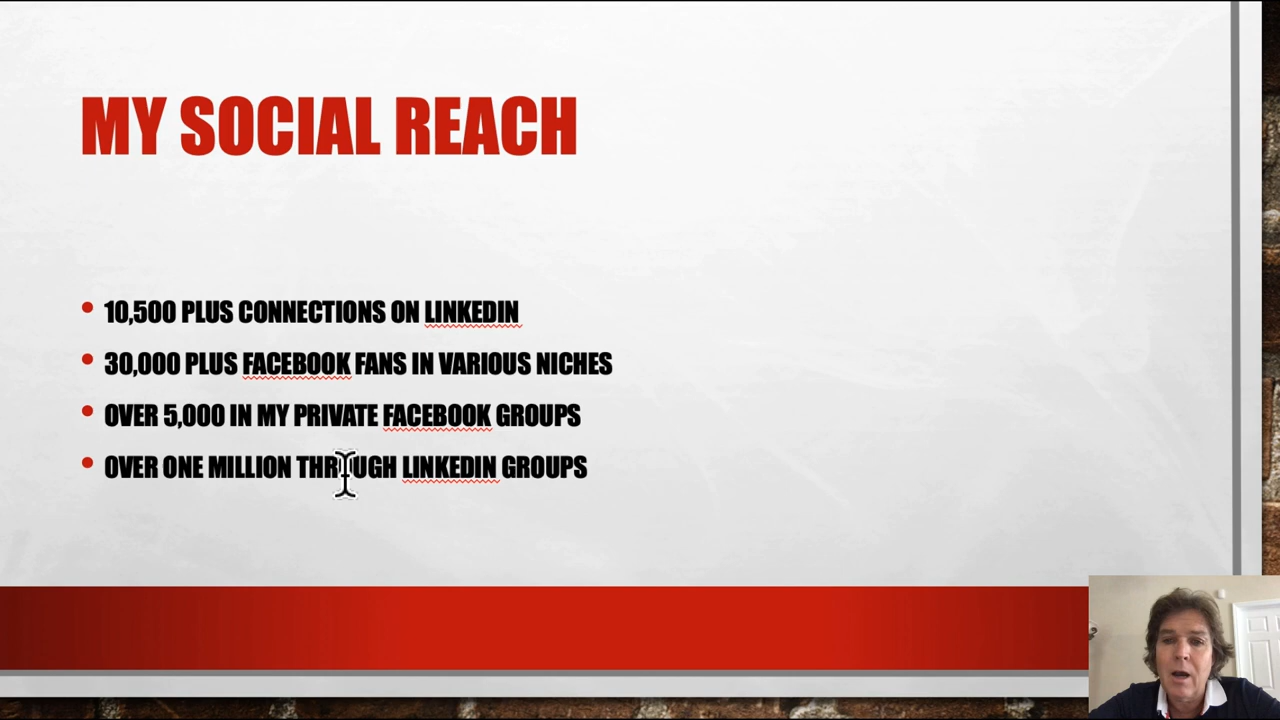 MY SOCIAL REACH
• 10,500 PLUS CONNECTIONS ON LINKEDIN
• 30,000 PLUS FACEBOOK FANS IN VARIOUS NICHES
• OVER 5,000 IN MY PRIVATE FACEBOOK GROUPS
• OVER ONE MILLION THROUGH LINKEDIN GROUPS